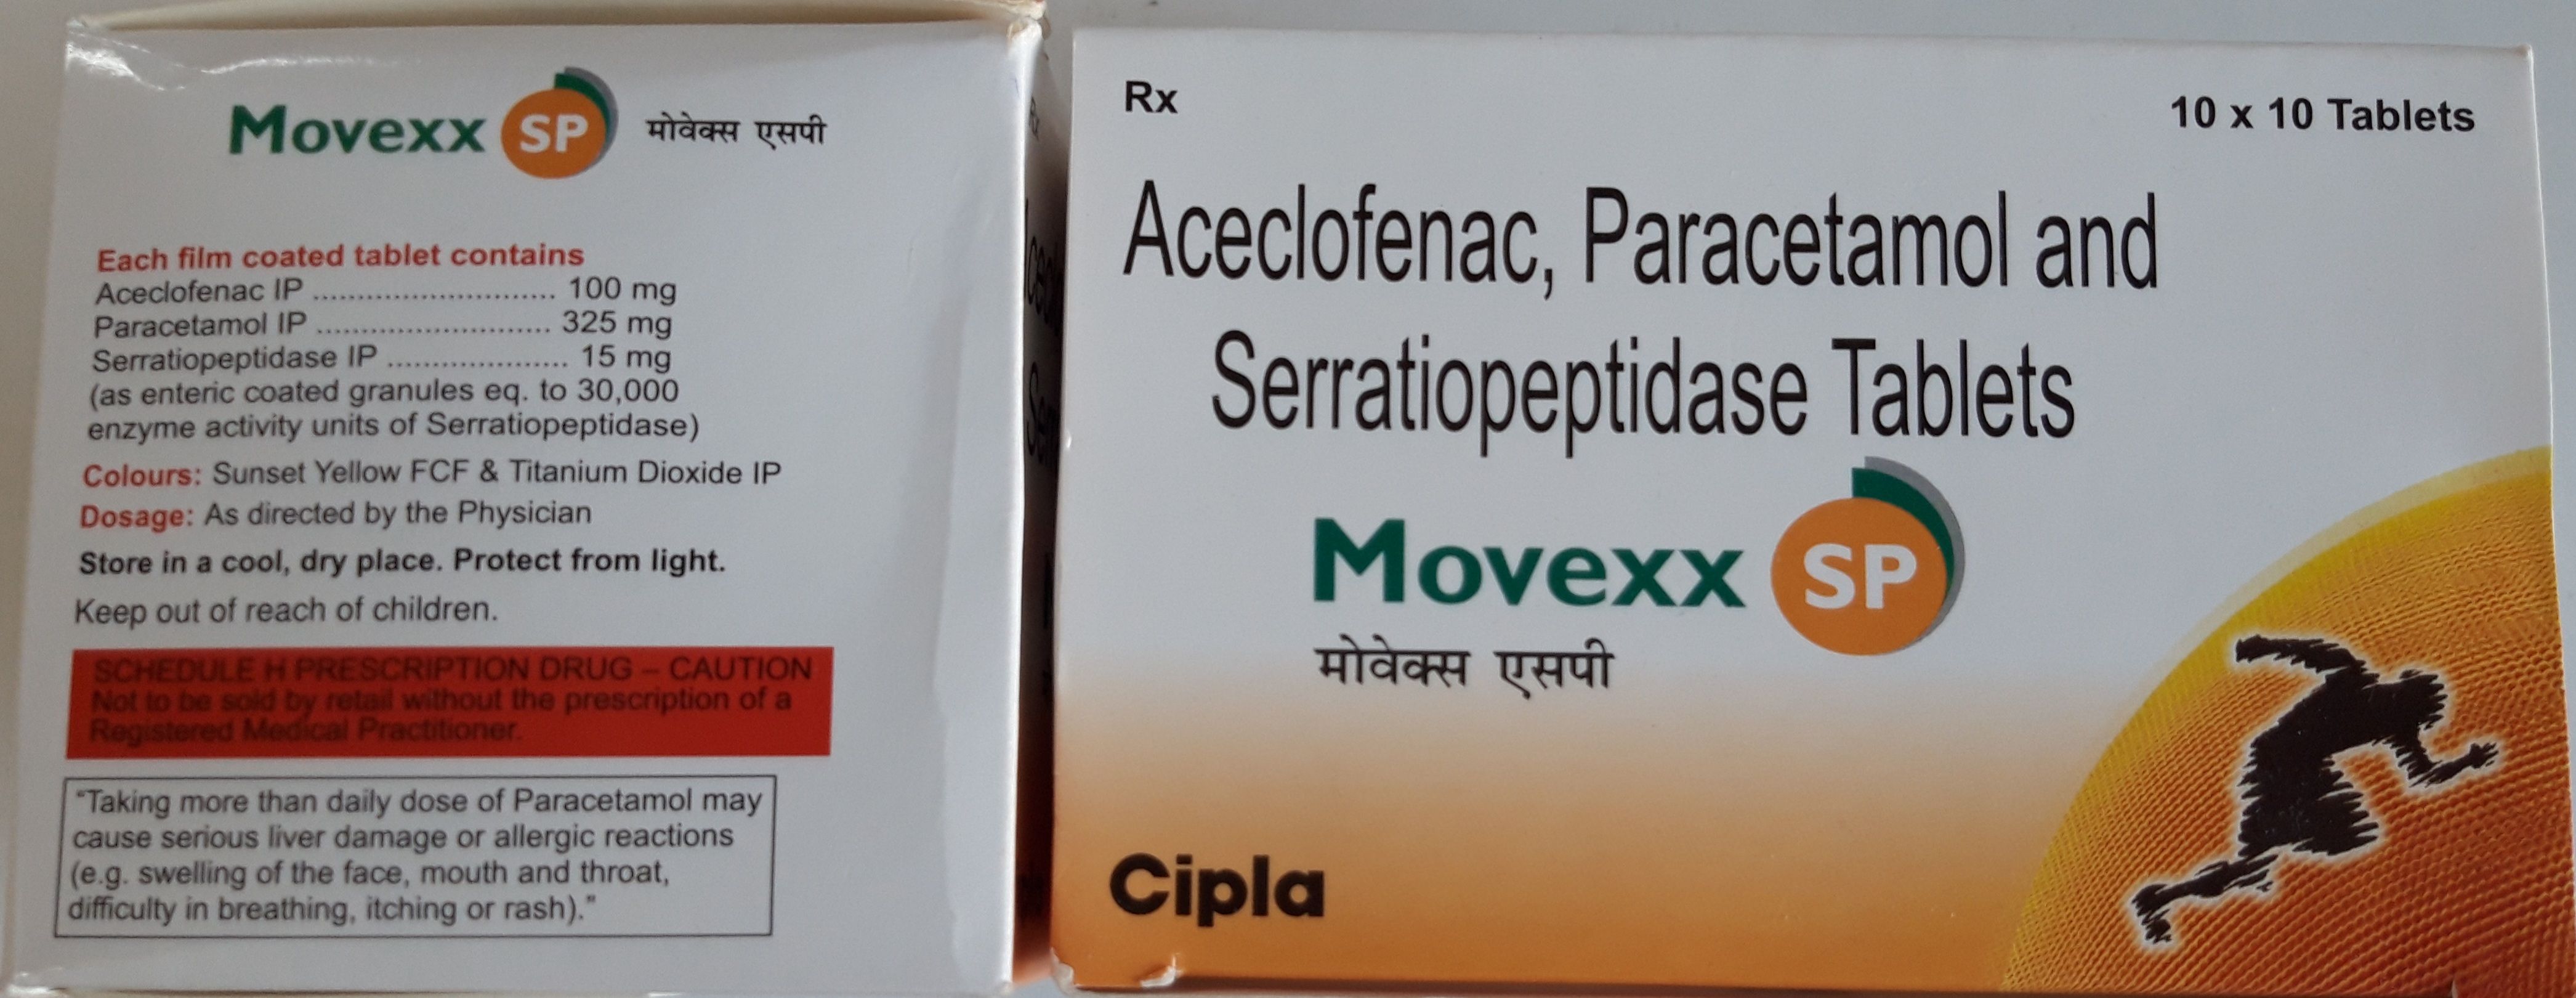 Movexx SP मोवेक्स एसपी
Each film coated tablet contains
Aceclofenac IP ........................... 100 mg
Paracetamol IP .......................... 325 mg
Serratiopeptidase IP .................... 15 mg
(as enteric coated granules eq. to 30,000
enzyme activity units of Serratiopeptidase)
Colours: Sunset Yellow FCF & Titanium Dioxide IP
Dosage: As directed by the Physician
Store in a cool, dry place. Protect from light.
Keep out of reach of children.
SCHEDULE H PRESCRIPTION DRUG – CAUTION
Not to be sold by retail without the prescription of a
Registered Medical Practitioner.
"Taking more than daily dose of Paracetamol may
cause serious liver damage or allergic reactions
(e.g. swelling of the face, mouth and throat,
difficulty in breathing, itching or rash)."
Rx
10 x 10 Tablets
Aceclofenac, Paracetamol and
Serratiopeptidase Tablets
Movexx SP
मोवेक्स एसपी
Cipla